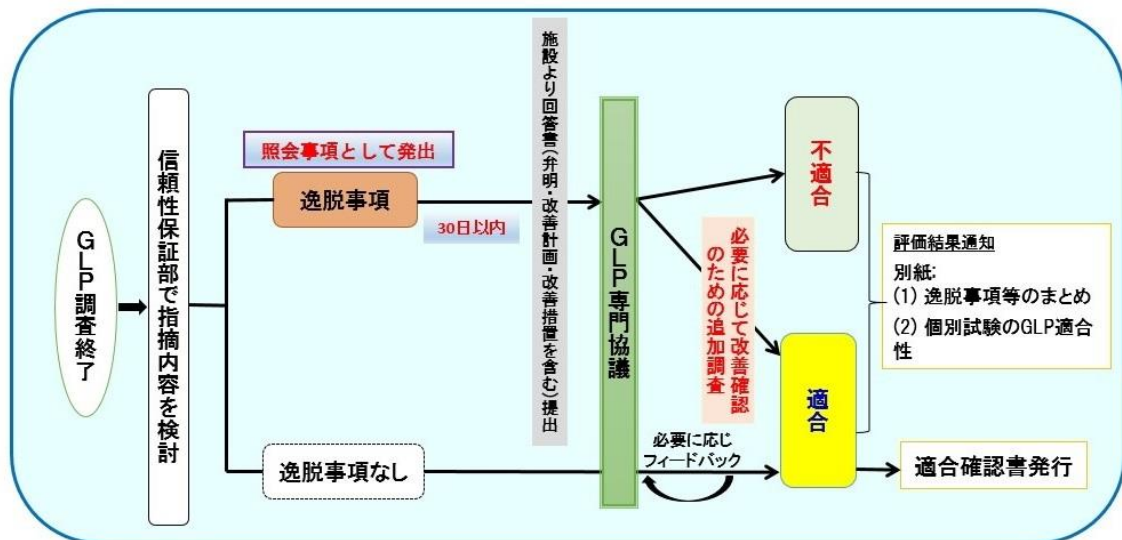 GLP調査終了
信頼性保証部で指摘内容を検討
照会事項として発出
逸脱事項
30日以内
逸脱事項なし
施設より回答書(弁明・改善計画・改善措置を含む)提出
GLP専門協議
必要に応じて改善確認
のための追加調査
必要に応じ
フィードバック
不適合
適合
評価結果通知
別紙:
(1) 逸脱事項等のまとめ
(2) 個別試験のGLP適合
性
適合確認書発行